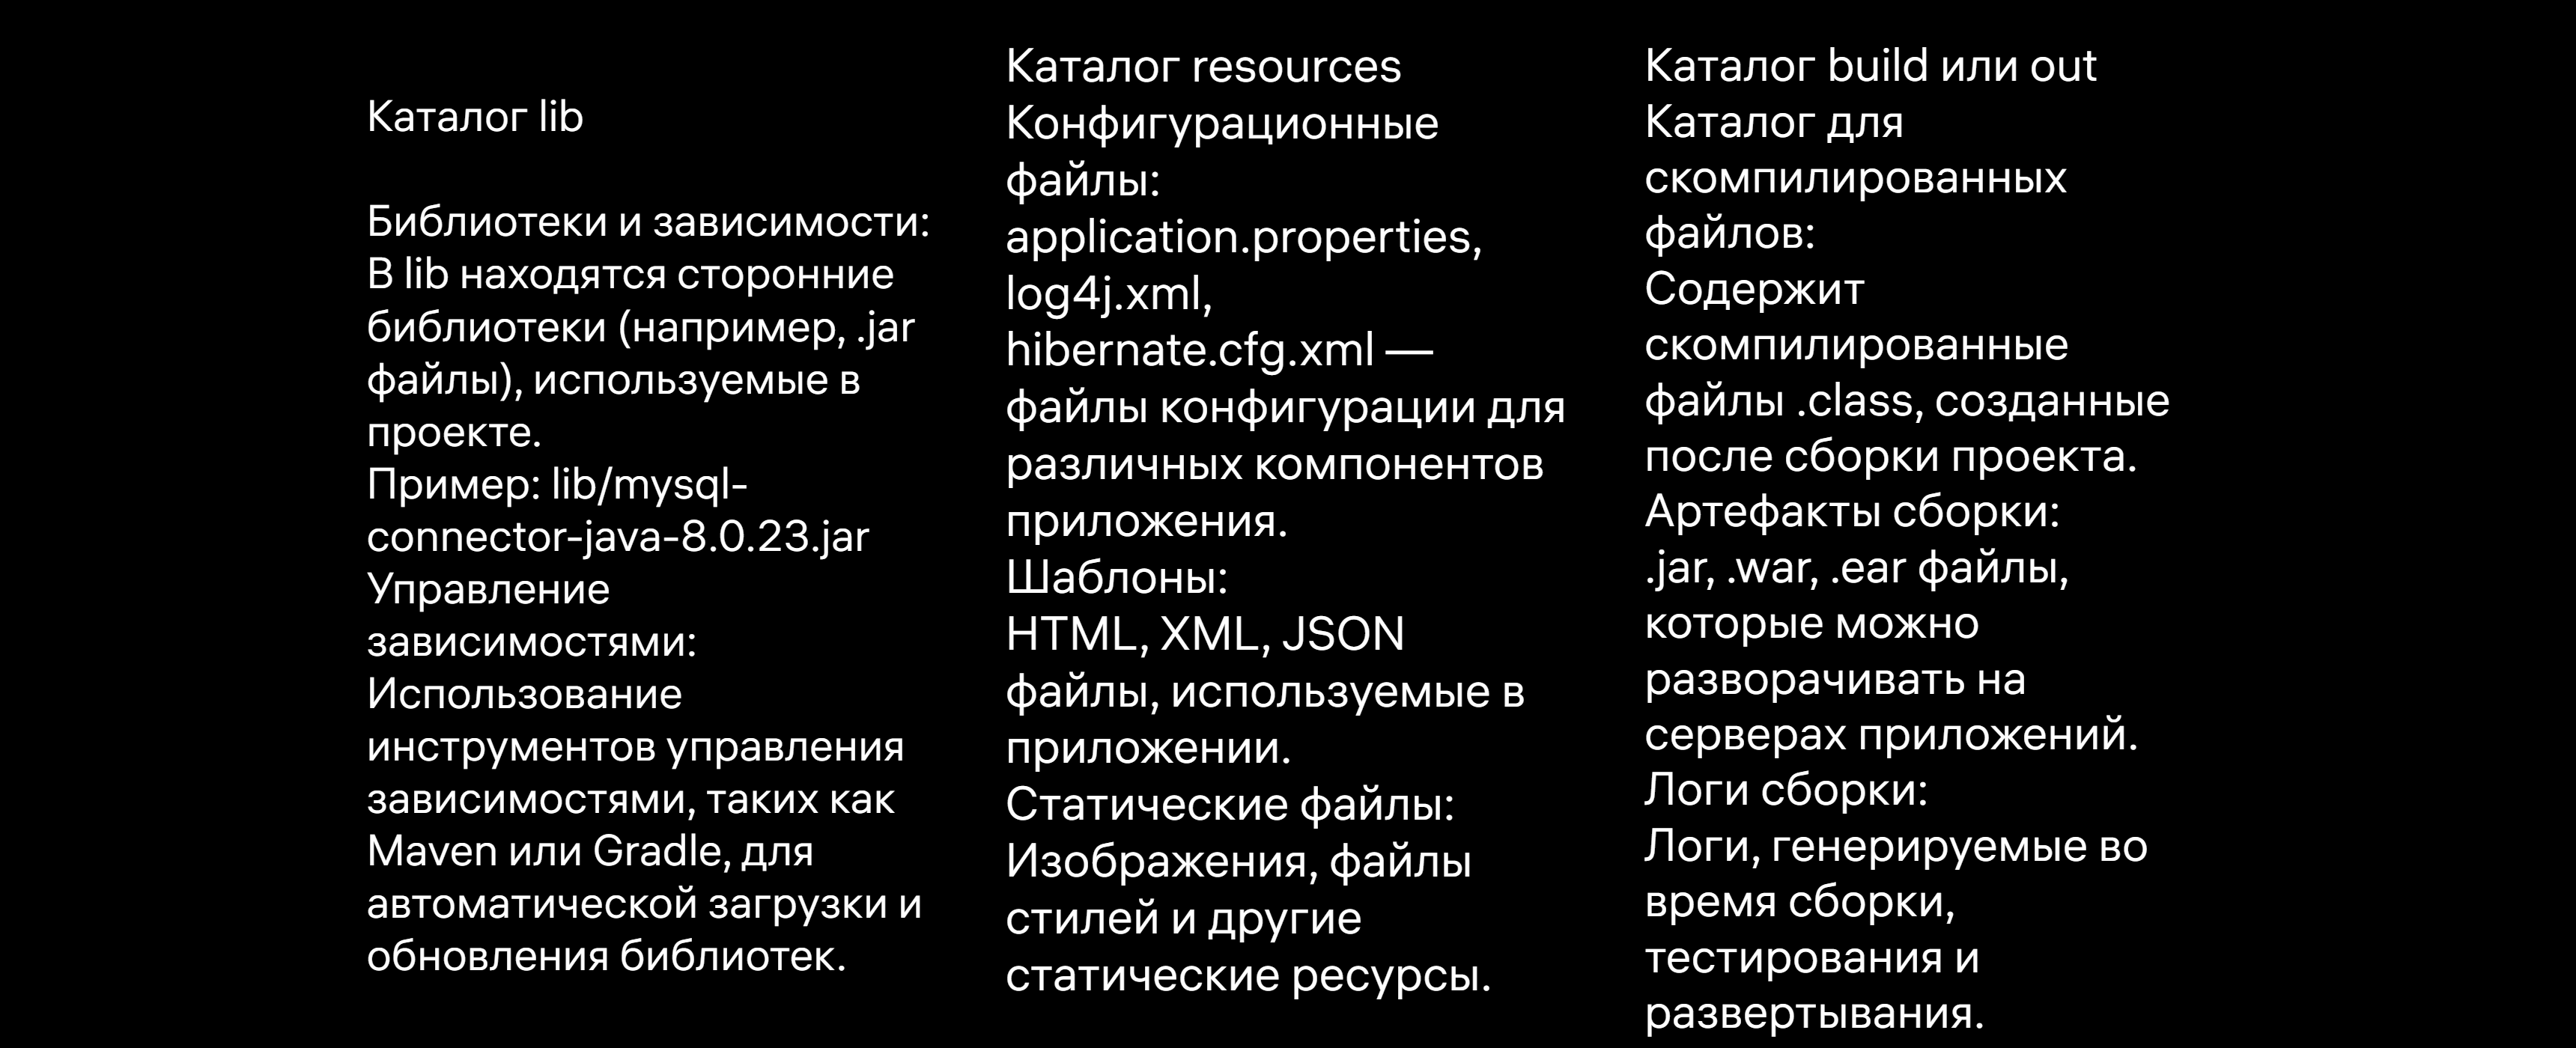 Каталог lib
Библиотеки и зависимости:
В lib находятся сторонние
библиотеки (например, .jar
файлы), используемые в
проекте.
Пример: lib/mysql-
connector-java-8.0.23.jar
Управление
зависимостями:
Использование
инструментов управления
зависимостями, таких как
Maven или Gradle, для
автоматической загрузки и
обновления библиотек.
Каталог resources
Конфигурационные
файлы:
application.properties,
log4j.xml,
hibernate.cfg.xml —
файлы конфигурации для
различных компонентов
приложения.
Шаблоны:
HTML, XML, JSON
файлы, используемые в
приложении.
Статические файлы:
Изображения, файлы
стилей и другие
статические ресурсы.
Каталог build или out
Каталог для
скомпилированных
файлов:
Содержит
скомпилированные
файлы .class, созданные
после сборки проекта.
Артефакты сборки:
.jar, .war, .ear файлы,
которые можно
разворачивать на
серверах приложений.
Логи сборки:
Логи, генерируемые во
время сборки,
тестирования и
развертывания.